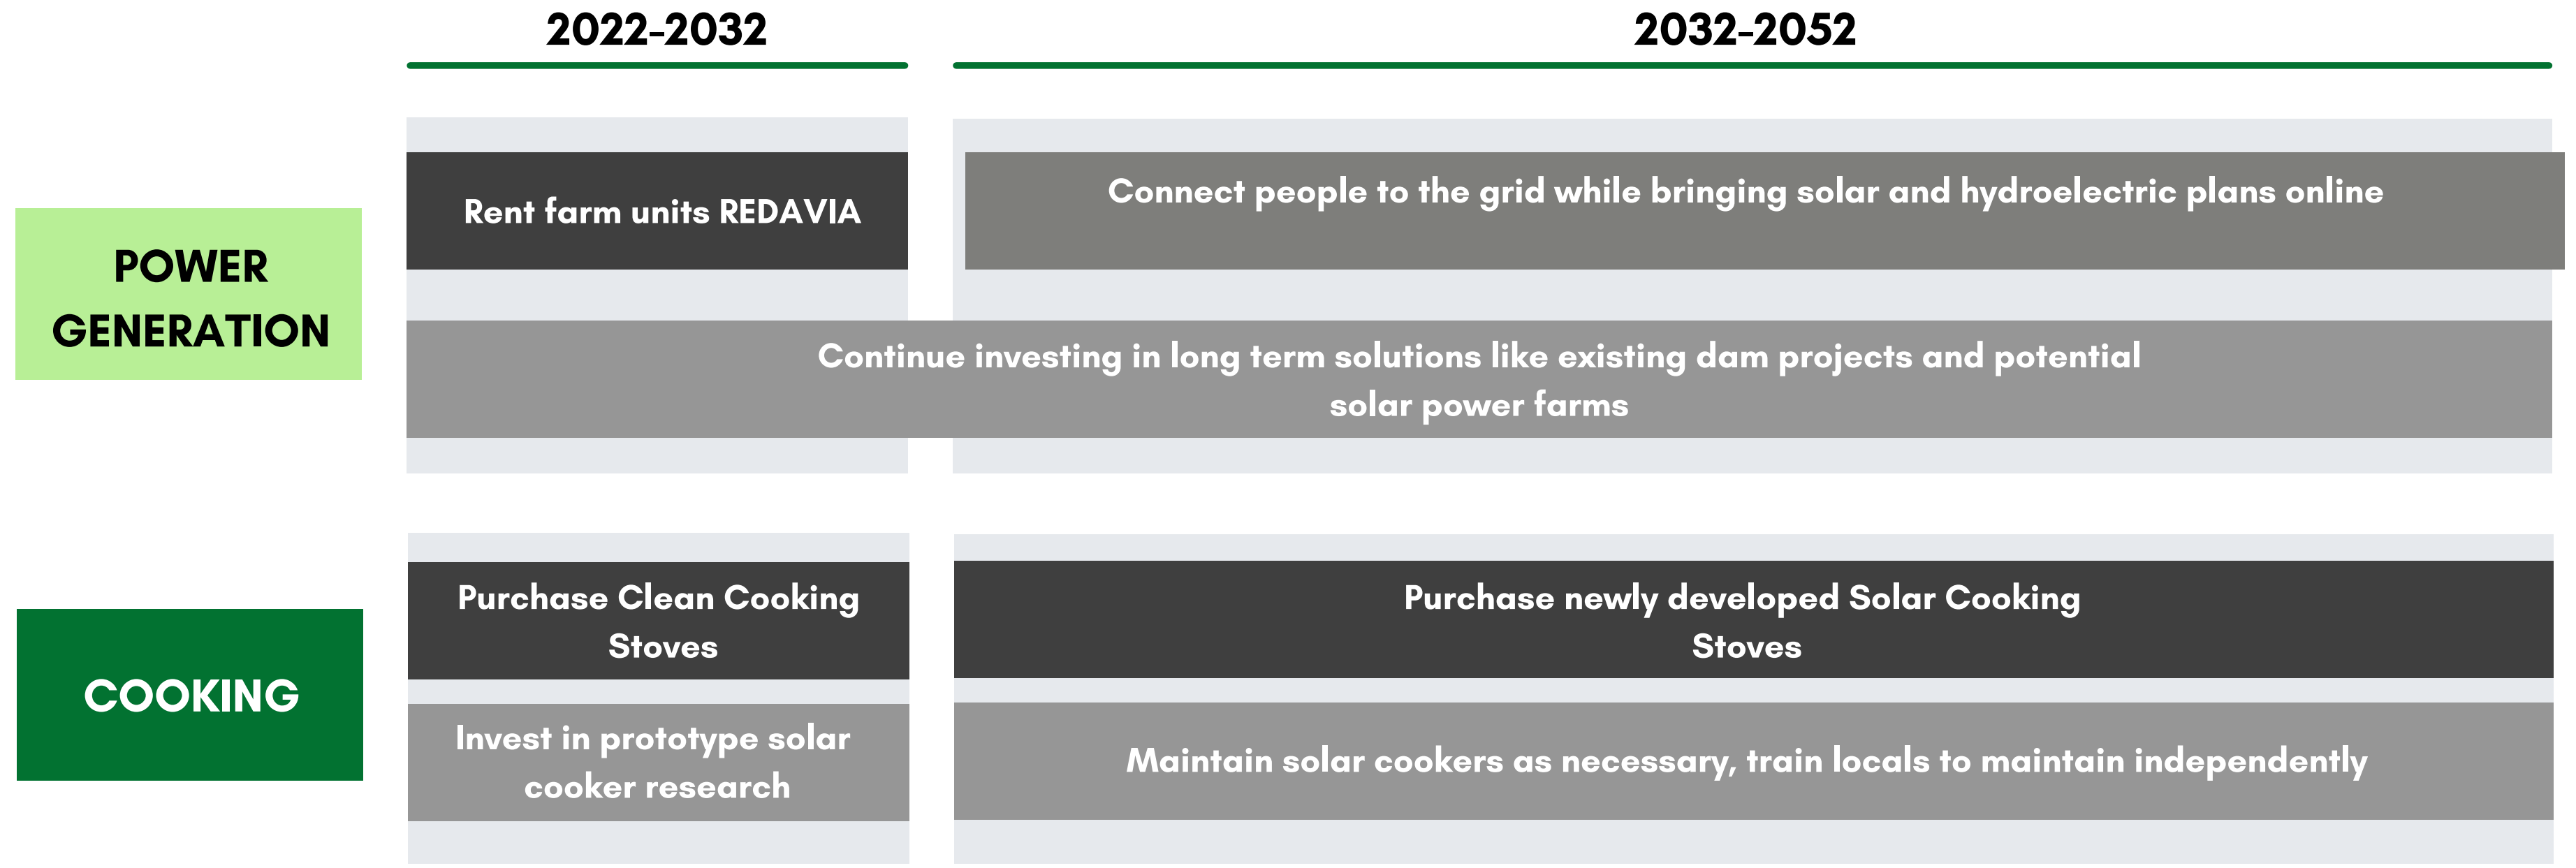 2022-2032
2032-2052
POWER
GENERATION
Rent farm units REDAVIA
Connect people to the grid while bringing solar and hydroelectric plans online
Continue investing in long term solutions like existing dam projects and potential
solar power farms
COOKING
Purchase Clean Cooking
Stoves
Purchase newly developed Solar Cooking
Stoves
Invest in prototype solar
cooker research
Maintain solar cookers as necessary, train locals to maintain independently